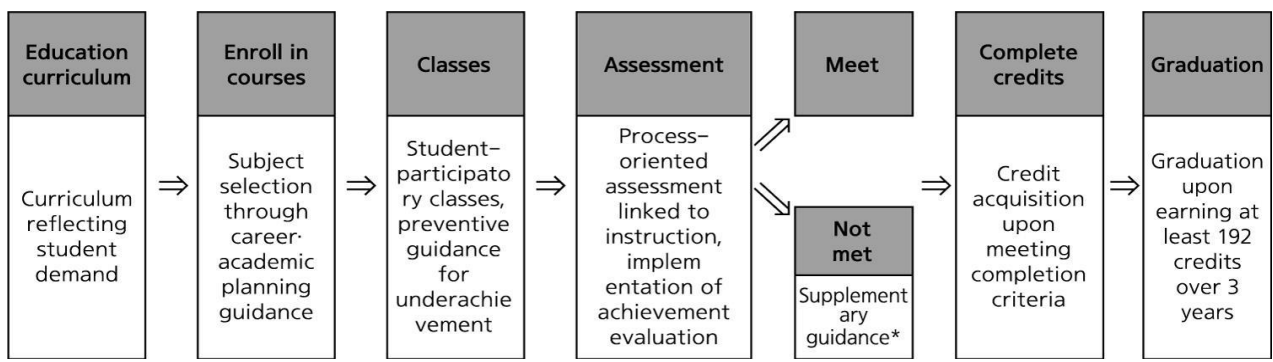 Education
curriculum
Curriculum
reflecting
student
demand
⇒
Enroll in
courses
Subject
selection
through
career·
academic
planning
guidance
⇒
Classes
Student–
participato
ry classes,
preventive
guidance
for
underachie
vement
⇒
Assessment
Process–
oriented
assessment
linked to
instruction,
implem
entation of
achievement
evaluation
⇒
Meet
⇒
Not
met
Supplement
ary
guidance*
⇒
Complete
credits
Credit
acquisition
upon
meeting
completion
criteria
⇒
Graduation
Graduation
upon
earning at
least 192
credits
over 3
years